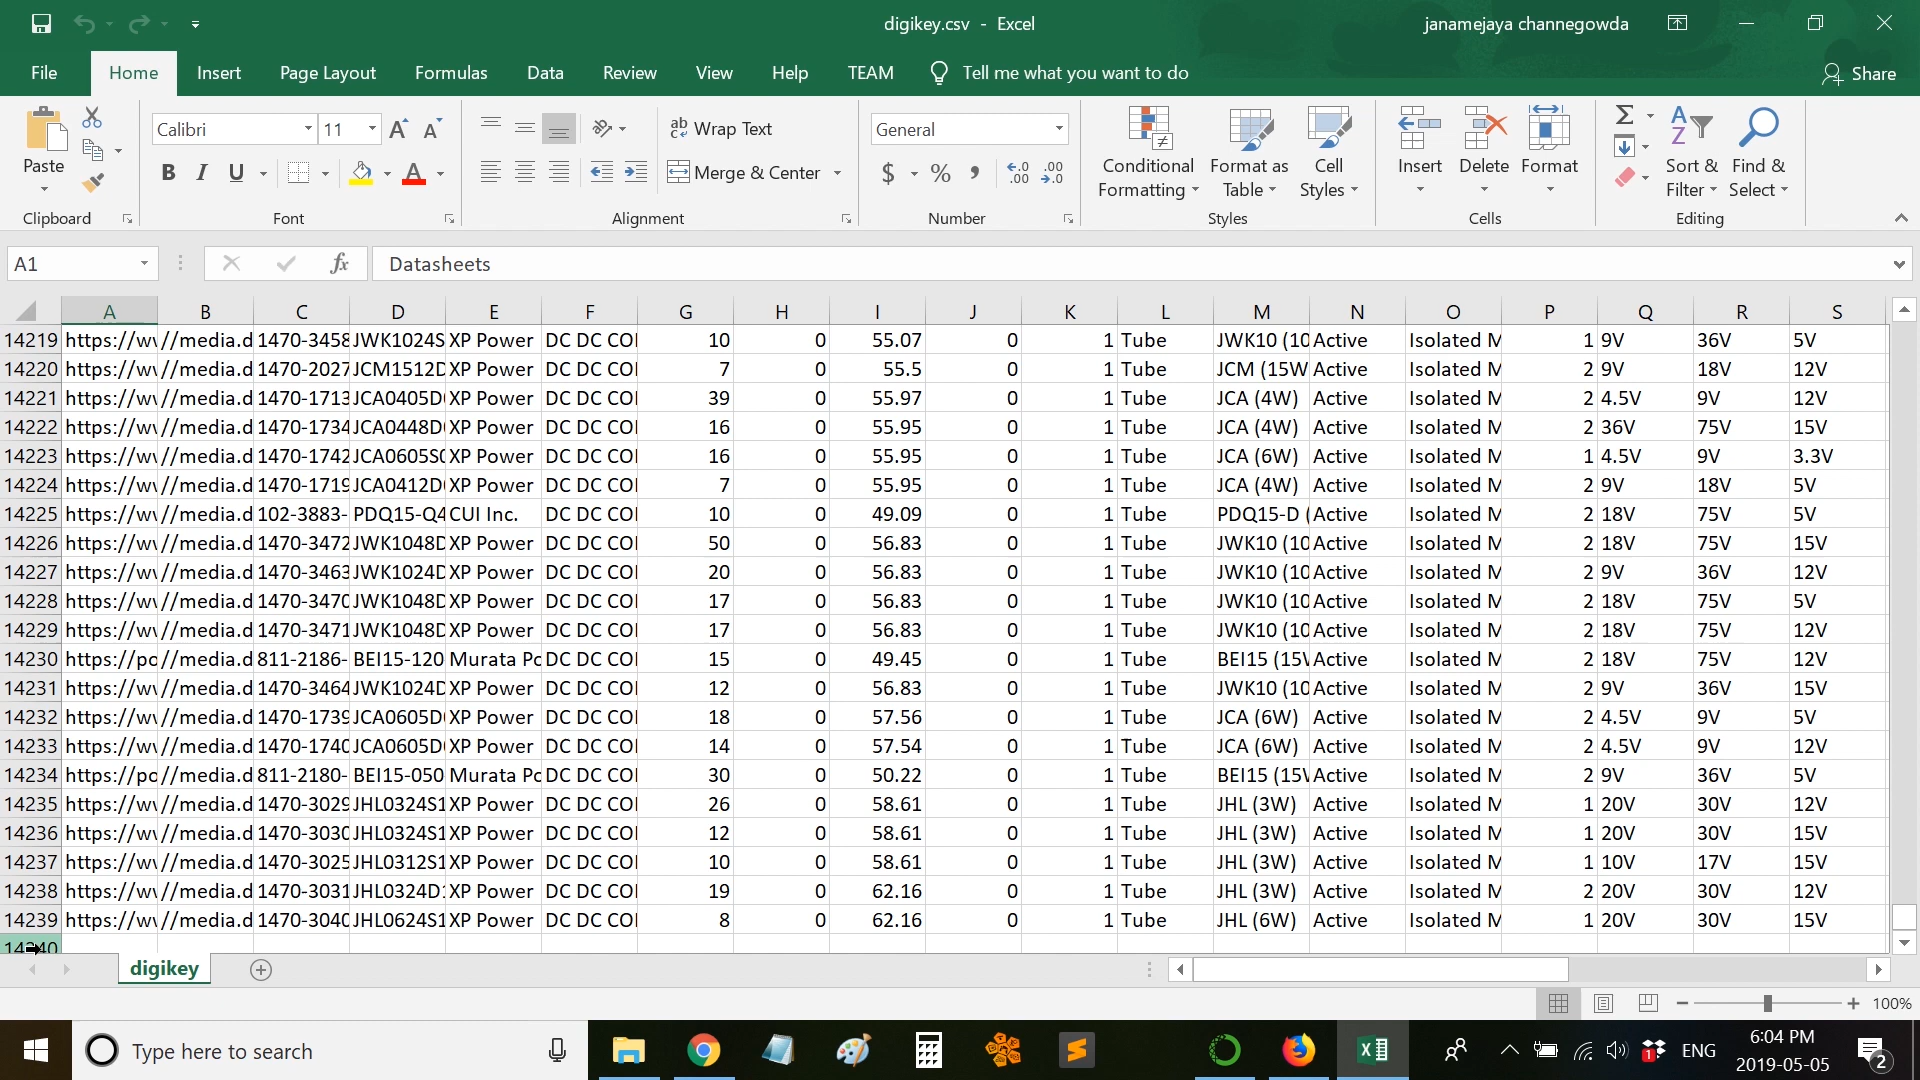 digikey.csv - Excel
janamejaya channegowda
File Home Insert Page Layout Formulas Data Review View Help TEAM Tell me what you want to do Share
Paste
Calibri 11
B I U
ab Wrap Text
Merge & Center
General
$ % ,
Conditional Formatting
Format as Table
Cell Styles
Insert Delete Format
Sort & Filter
Find & Select
Clipboard Font Alignment Number Styles Cells Editing
A1 fx Datasheets
A B C D E F G H I J K L M N O P Q R S
14219 https://w //media.d 1470-3458 JWK1024S XP Power DC DC CO 10 0 55.07 0 1 Tube JWK10 (10 Active Isolated M 1 9V 36V 5V
14220 https://w //media.d 1470-2027 JCM1512D XP Power DC DC CO 7 0 55.5 0 1 Tube JCM (15W Active Isolated M 2 9V 18V 12V
14221 https://w //media.d 1470-1713 JCA0405D XP Power DC DC CO 39 0 55.97 0 1 Tube JCA (4W) Active Isolated M 2 4.5V 9V 12V
14222 https://w //media.d 1470-1734 JCA0448D XP Power DC DC CO 16 0 55.95 0 1 Tube JCA (4W) Active Isolated M 2 36V 75V 15V
14223 https://w //media.d 1470-1742 JCA0605S XP Power DC DC CO 16 0 55.95 0 1 Tube JCA (6W) Active Isolated M 1 4.5V 9V 3.3V
14224 https://w //media.d 1470-1719 JCA0412D XP Power DC DC CO 7 0 55.95 0 1 Tube JCA (4W) Active Isolated M 2 9V 18V 5V
14225 https://w //media.d 102-3883- PDQ15-Q4 CUI Inc. DC DC CO 10 0 49.09 0 1 Tube PDQ15-D ( Active Isolated M 2 18V 75V 5V
14226 https://w //media.d 1470-3472 JWK1048D XP Power DC DC CO 50 0 56.83 0 1 Tube JWK10 (10 Active Isolated M 2 18V 75V 15V
14227 https://w //media.d 1470-3463 JWK1024D XP Power DC DC CO 20 0 56.83 0 1 Tube JWK10 (10 Active Isolated M 2 9V 36V 12V
14228 https://w //media.d 1470-3470 JWK1048D XP Power DC DC CO 17 0 56.83 0 1 Tube JWK10 (10 Active Isolated M 2 18V 75V 5V
14229 https://w //media.d 1470-3471 JWK1048D XP Power DC DC CO 17 0 56.83 0 1 Tube JWK10 (10 Active Isolated M 2 18V 75V 12V
14230 https://po //media.d 811-2186- BEI15-120 Murata Po DC DC CO 15 0 49.45 0 1 Tube BEI15 (15 Active Isolated M 2 18V 75V 12V
14231 https://w //media.d 1470-3464 JWK1024D XP Power DC DC CO 12 0 56.83 0 1 Tube JWK10 (10 Active Isolated M 2 9V 36V 15V
14232 https://w //media.d 1470-1739 JCA0605D XP Power DC DC CO 18 0 57.56 0 1 Tube JCA (6W) Active Isolated M 2 4.5V 9V 5V
14233 https://w //media.d 1470-1740 JCA0605D XP Power DC DC CO 14 0 57.54 0 1 Tube JCA (6W) Active Isolated M 2 4.5V 9V 12V
14234 https://po //media.d 811-2180- BEI15-050 Murata Po DC DC CO 30 0 50.22 0 1 Tube BEI15 (15 Active Isolated M 2 9V 36V 5V
14235 https://w //media.d 1470-3029 JHL0324S1 XP Power DC DC CO 26 0 58.61 0 1 Tube JHL (3W) Active Isolated M 1 20V 30V 12V
14236 https://w //media.d 1470-3030 JHL0324S1 XP Power DC DC CO 12 0 58.61 0 1 Tube JHL (3W) Active Isolated M 1 20V 30V 15V
14237 https://w //media.d 1470-3025 JHL0312S1 XP Power DC DC CO 10 0 58.61 0 1 Tube JHL (3W) Active Isolated M 1 10V 17V 15V
14238 https://w //media.d 1470-3031 JHL0324D1 XP Power DC DC CO 19 0 62.16 0 1 Tube JHL (3W) Active Isolated M 2 20V 30V 12V
14239 https://w //media.d 1470-3040 JHL0624S1 XP Power DC DC CO 8 0 62.16 0 1 Tube JHL (6W) Active Isolated M 1 20V 30V 15V
14240
digikey
100%
Type here to search
ENG
6:04 PM
2019-05-05
2